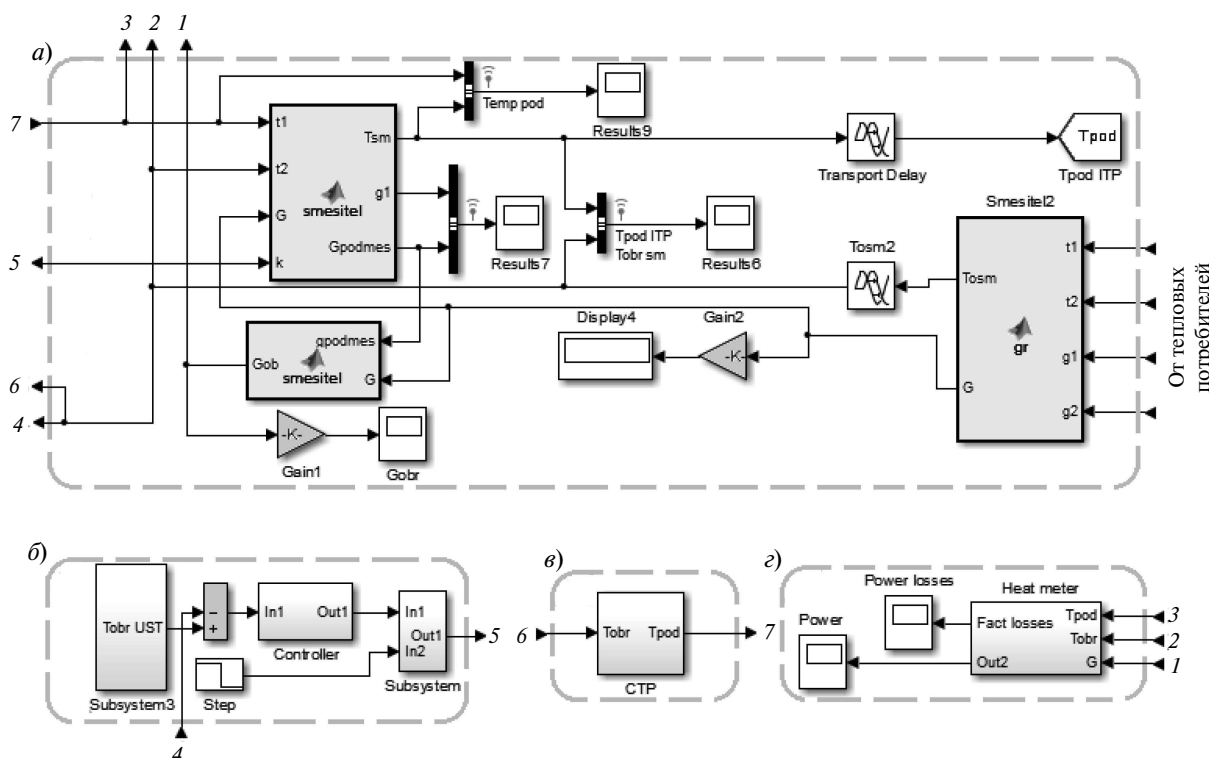 3 2 1
а)
7
t1
t2
G
k
smesitel
Tsm
g1
Gpodmes
Temp pod
Results9
Results7
Tpod ITP
Tobr sm
Results6
Transport Delay
Tpod
Tpod ITP
Smesitel2
Tosm2
Tosm
G
gr
t1
t2
g1
g2
От тепловых
потребителей
5
Display4
Gain2
-K-
Gob
gpodmes
smesitel
G
6
4
-K-
Gain1
Gobr
б)
Tobr UST
Subsystem3
−
+
In1 Out1
Controller
Step
In1
Out1
In2
Subsystem
5
4
в)
6
Tobr Tpod
CTP
7
г)
Power losses
Power
Heat meter
Fact losses
Out2
Tpod
Tobr
G
3
2
1